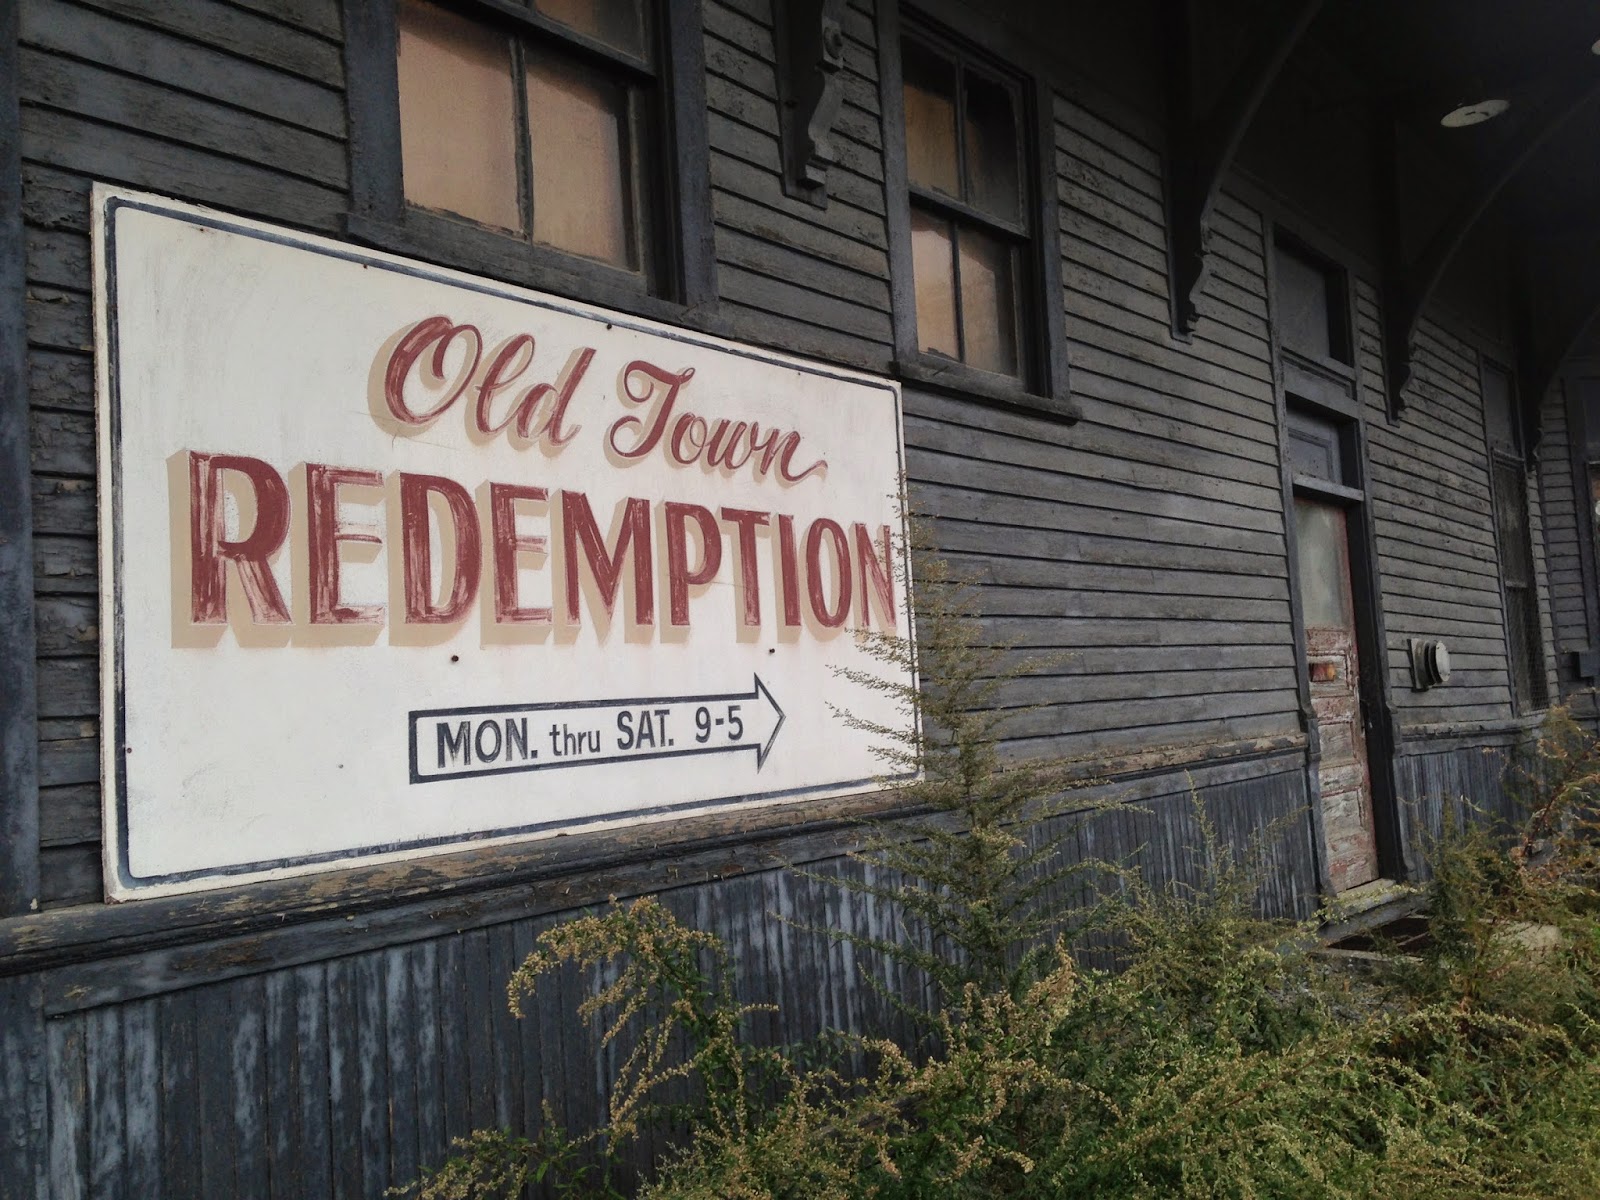 Old Town
REDEMPTION
MON. thru SAT. 9-5